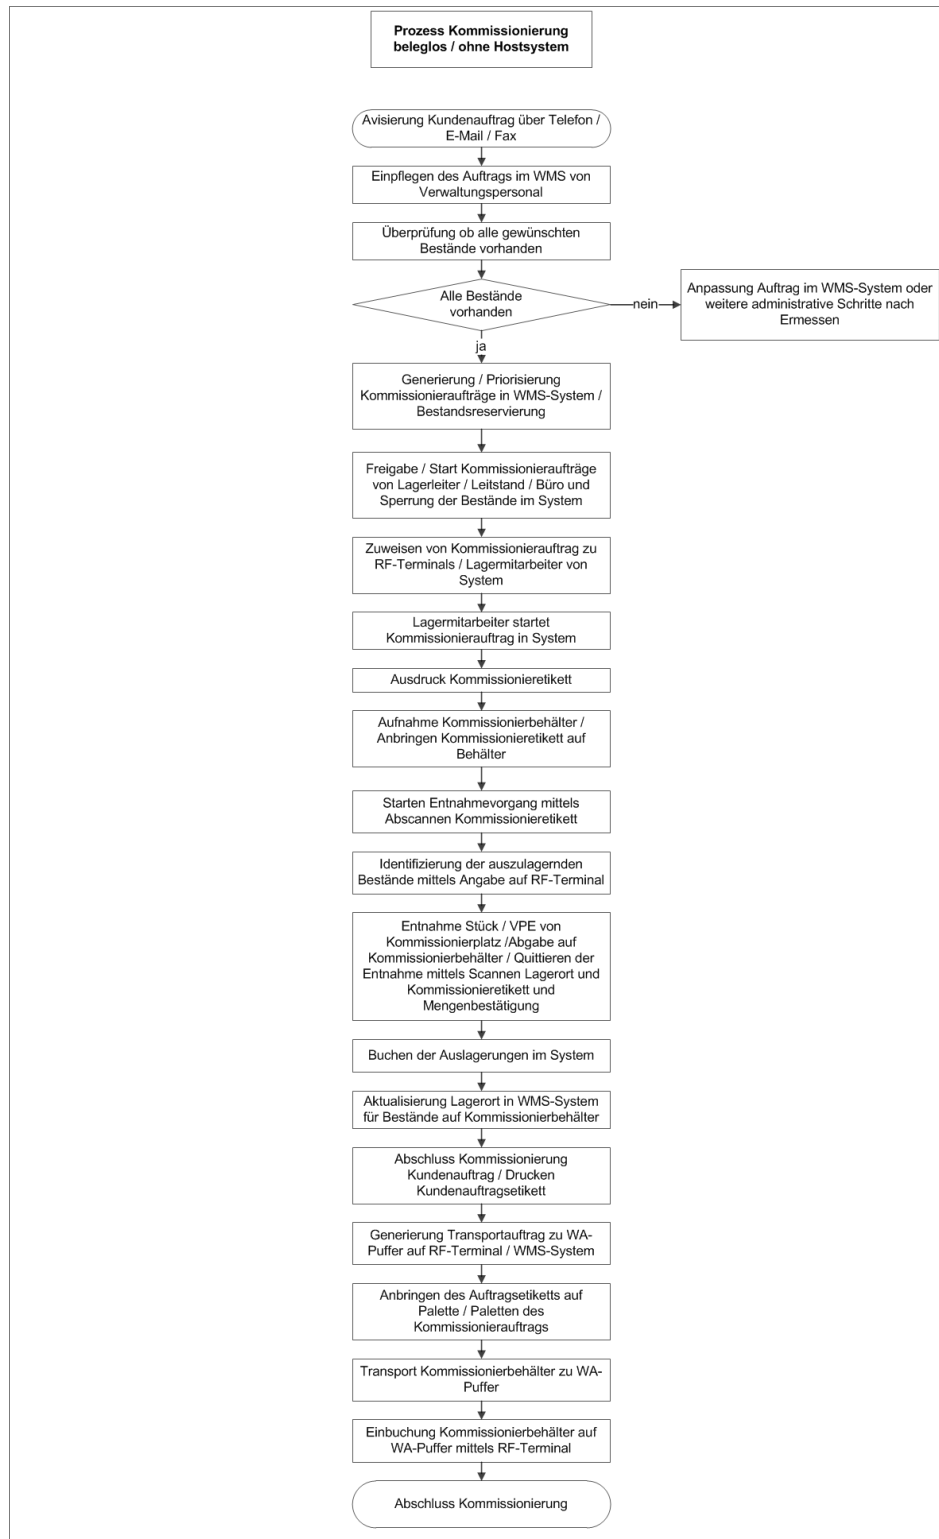 Prozess Kommissionierung
beleglos / ohne Hostsystem
Avisierung Kundenauftrag über Telefon /
E-Mail / Fax
Einpflegen des Auftrags im WMS von
Verwaltungspersonal
Überprüfung ob alle gewünschten
Bestände vorhanden
Alle Bestände
vorhanden
nein
Anpassung Auftrag im WMS-System oder
weitere administrative Schritte nach
Ermessen
ja
Generierung / Priorisierung
Kommissionieraufträge in WMS-System /
Bestandsreservierung
Freigabe / Start Kommissionieraufträge
von Lagerleiter / Leitstand / Büro und
Sperrung der Bestände im System
Zuweisen von Kommissionierauftrag zu
RF-Terminals / Lagermitarbeiter von
System
Lagermitarbeiter startet
Kommissionierauftrag in System
Ausdruck Kommissionieretikett
Aufnahme Kommissionierbehälter /
Anbringen Kommissionieretikett auf
Behälter
Starten Entnahmevorgang mittels
Abscannen Kommissionieretikett
Identifizierung der auszulagernden
Bestände mittels Angabe auf RF-Terminal
Entnahme Stück / VPE von
Kommissionierplatz /Abgabe auf
Kommissionierbehälter / Quittieren der
Entnahme mittels Scannen Lagerort und
Kommissionieretikett und
Mengenbestätigung
Buchen der Auslagerungen im System
Aktualisierung Lagerort in WMS-System
für Bestände auf Kommissionierbehälter
Abschluss Kommissionierung
Kundenauftrag / Drucken
Kundenauftragsetikett
Generierung Transportauftrag zu WA-
Puffer auf RF-Terminal / WMS-System
Anbringen des Auftragsetiketts auf
Palette / Paletten des
Kommissionierauftrags
Transport Kommissionierbehälter zu WA-
Puffer
Einbuchung Kommissionierbehälter auf
WA-Puffer mittels RF-Terminal
Abschluss Kommissionierung